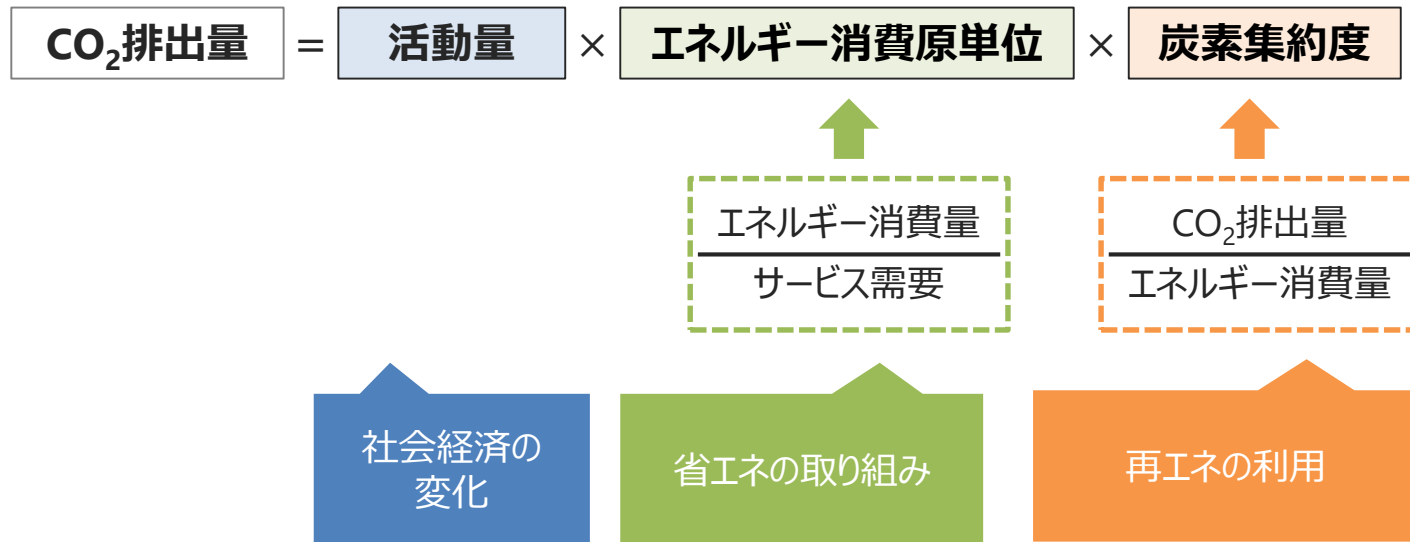 CO₂排出量 = 活動量 × エネルギー消費原単位 × 炭素集約度
エネルギー消費量
サービス需要
CO₂排出量
エネルギー消費量
社会経済の
変化
省エネの取り組み
再エネの利用